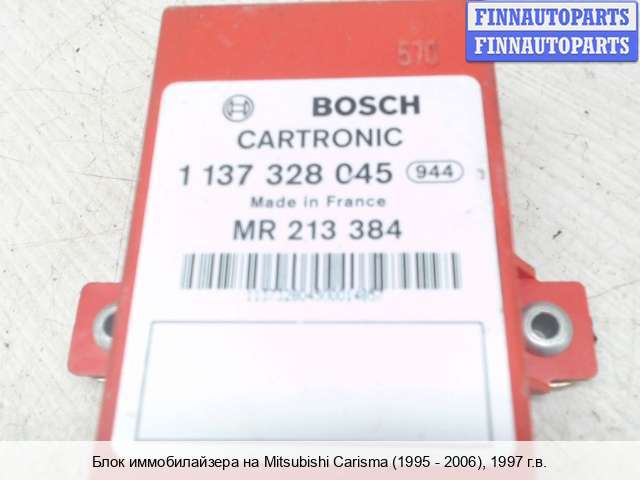 FINNAUTOPARTS
FINNAUTOPARTS
570
BOSCH
CARTRONIC
1 137 328 045 944 3
Made in France
MR 213 384
Блок иммобилайзера на Mitsubishi Carisma (1995 - 2006), 1997 г.в.